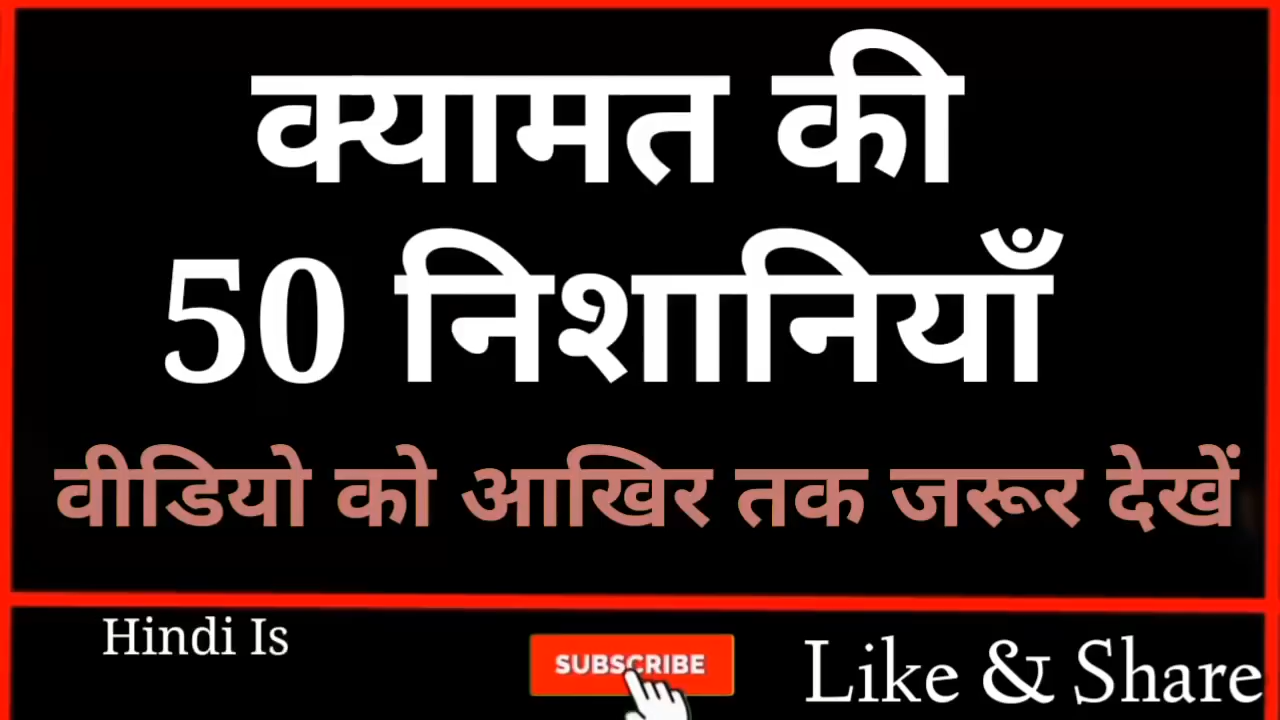 क्यामत की
50 निशानियाँ
वीडियो को आखिर तक जरूर देखें
Hindi Is
SUBSCRIBE
Like & Share